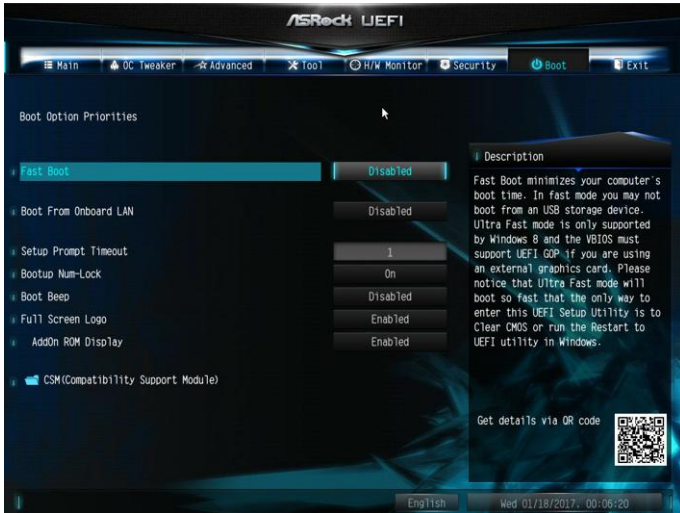 ASRock UEFI
Main OC Tweaker Advanced Tool H/W Monitor Security Boot Exit
Boot Option Priorities
Fast Boot Disabled
Boot From Onboard LAN Disabled
Setup Prompt Timeout 1
Bootup Num-Lock On
Boot Beep Disabled
Full Screen Logo Enabled
AddOn ROM Display Enabled
CSM(Compatibility Support Module)
Description
Fast Boot minimizes your computer's
boot time. In fast mode you may not
boot from an USB storage device.
Ultra Fast mode is only supported
by Windows 8 and the VBIOS must
support UEFI GOP if you are using
an external graphics card. Please
notice that Ultra Fast mode will
boot so fast that the only way to
enter this UEFI Setup Utility is to
Clear CMOS or run the Restart to
UEFI utility in Windows.
Get details via QR code
English Wed 01/18/2017, 00:06:20